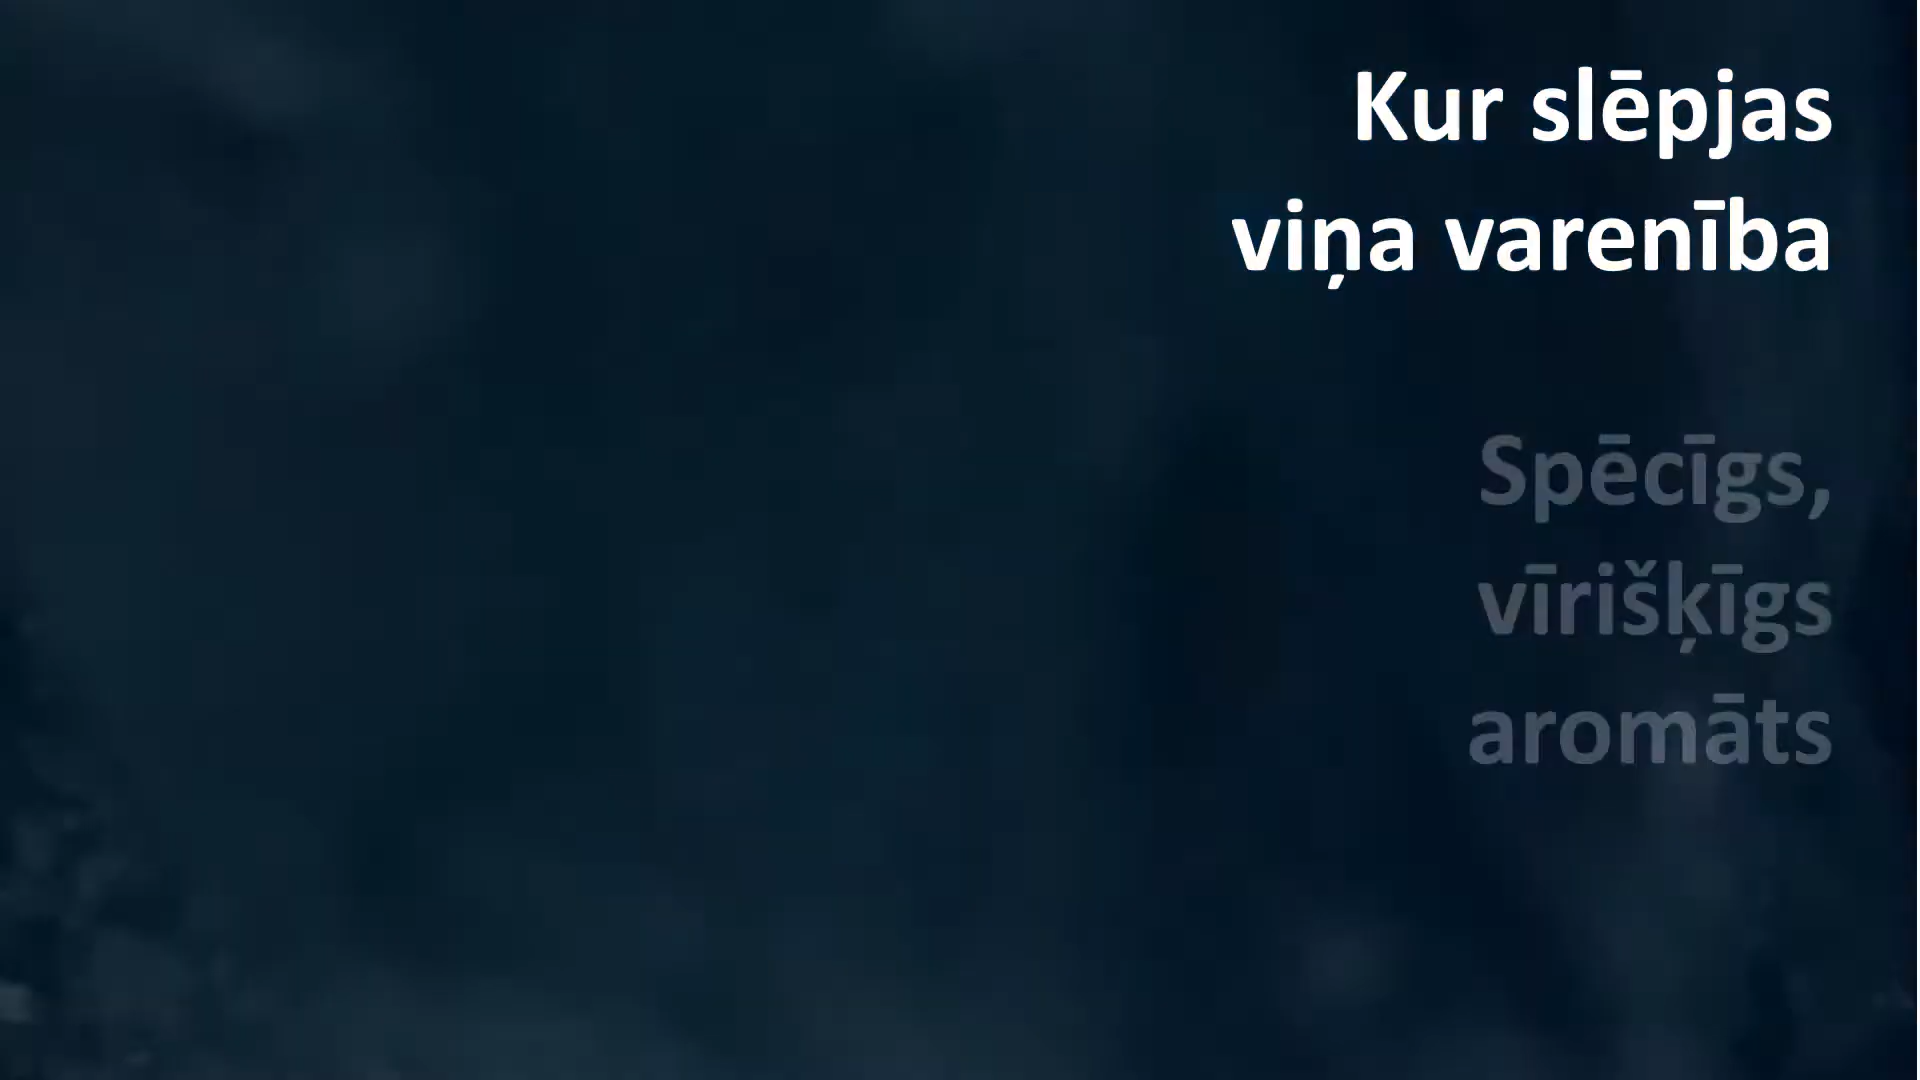 Kur slēpjas
viņa varenība
Spēcīgs,
vīrišķīgs
aromāts